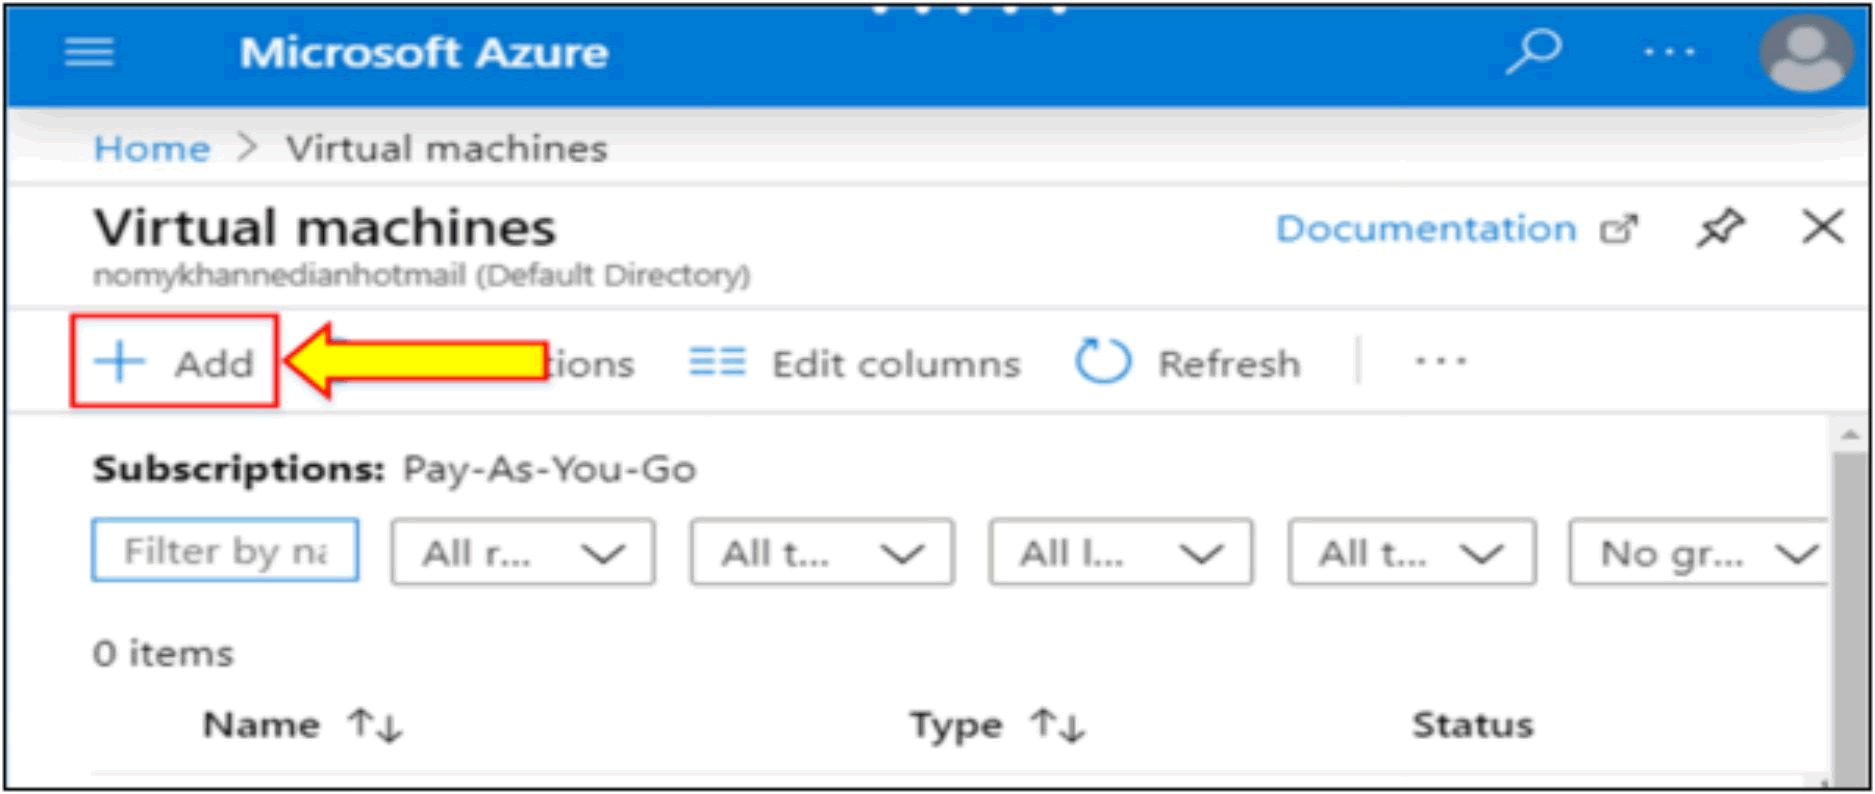 Microsoft Azure
Home > Virtual machines
Virtual machines
Documentation
nomykhannedianhotmail (Default Directory)
Add tions Edit columns Refresh ...
Subscriptions: Pay-As-You-Go
Filter by na All r... All t... All l... All t... No gr...
0 items
Name ↑↓ Type ↑↓ Status